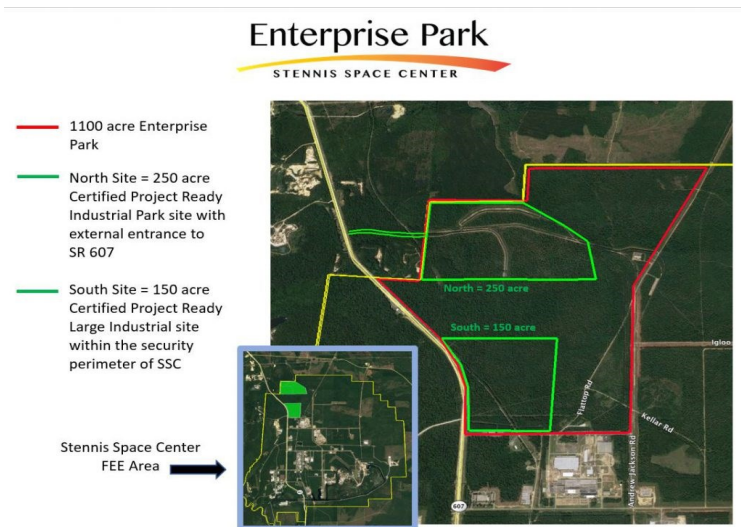 Enterprise Park
STENNIS SPACE CENTER
1100 acre Enterprise
Park
North Site = 250 acre
Certified Project Ready
Industrial Park site with
external entrance to
SR 607
South Site = 150 acre
Certified Project Ready
Large Industrial site
within the security
perimeter of SSC
Stennis Space Center
FEE Area
North = 250 acre
South = 150 acre
Igloo
Flattop Rd
Kellar Rd
Andrew Jackson Rd
607